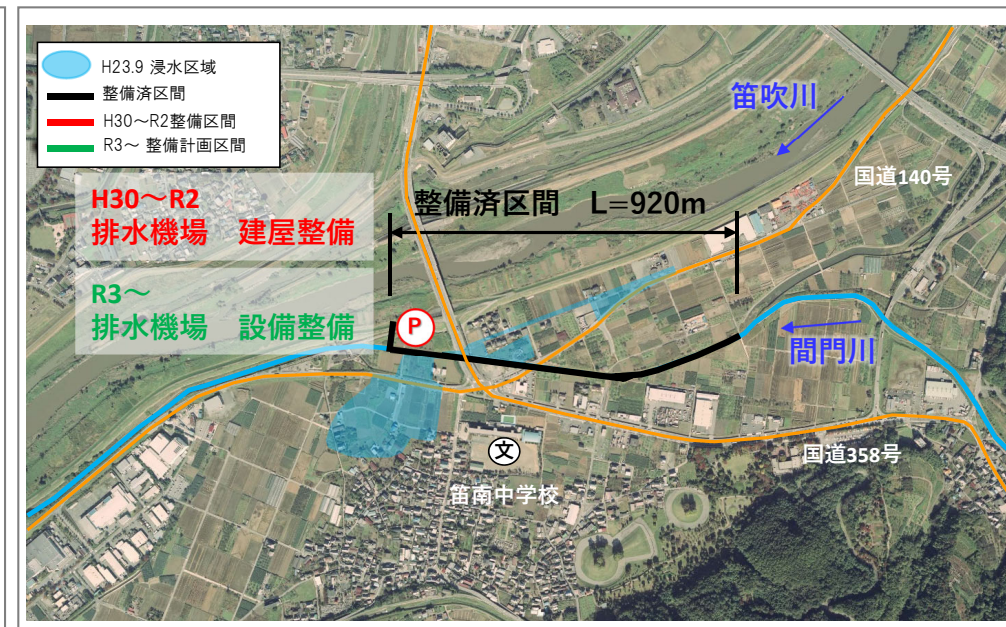 H23.9 浸水区域
整備済区間
H30～R2整備区間
R3～ 整備計画区間
笛吹川
国道140号
H30～R2
排水機場 建屋整備
整備済区間 L=920m
R3～
排水機場 設備整備
P
間門川
文
国道358号
笛南中学校